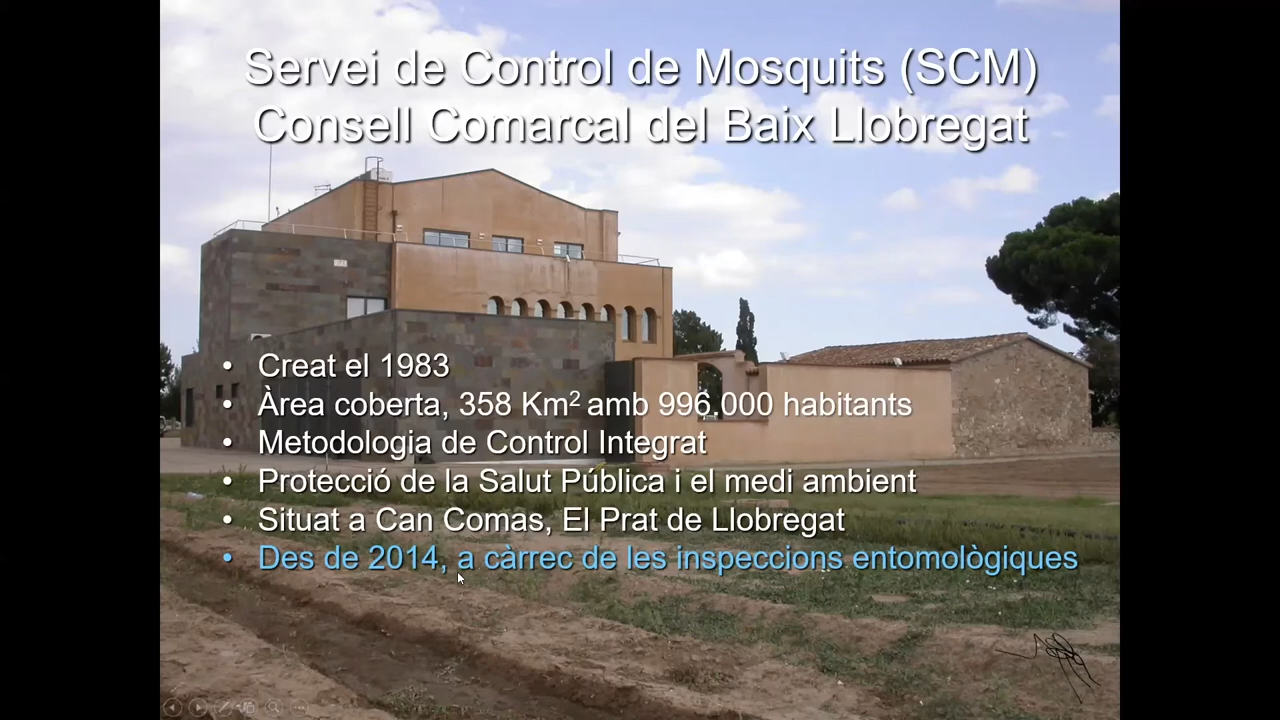 Servei de Control de Mosquits (SCM)
Consell Comarcal del Baix Llobregat
• Creat el 1983
• Àrea coberta, 358 Km² amb 996.000 habitants
• Metodologia de Control Integrat
• Protecció de la Salut Pública i el medi ambient
• Situat a Can Comas, El Prat de Llobregat
• Des de 2014, a càrrec de les inspeccions entomològiques